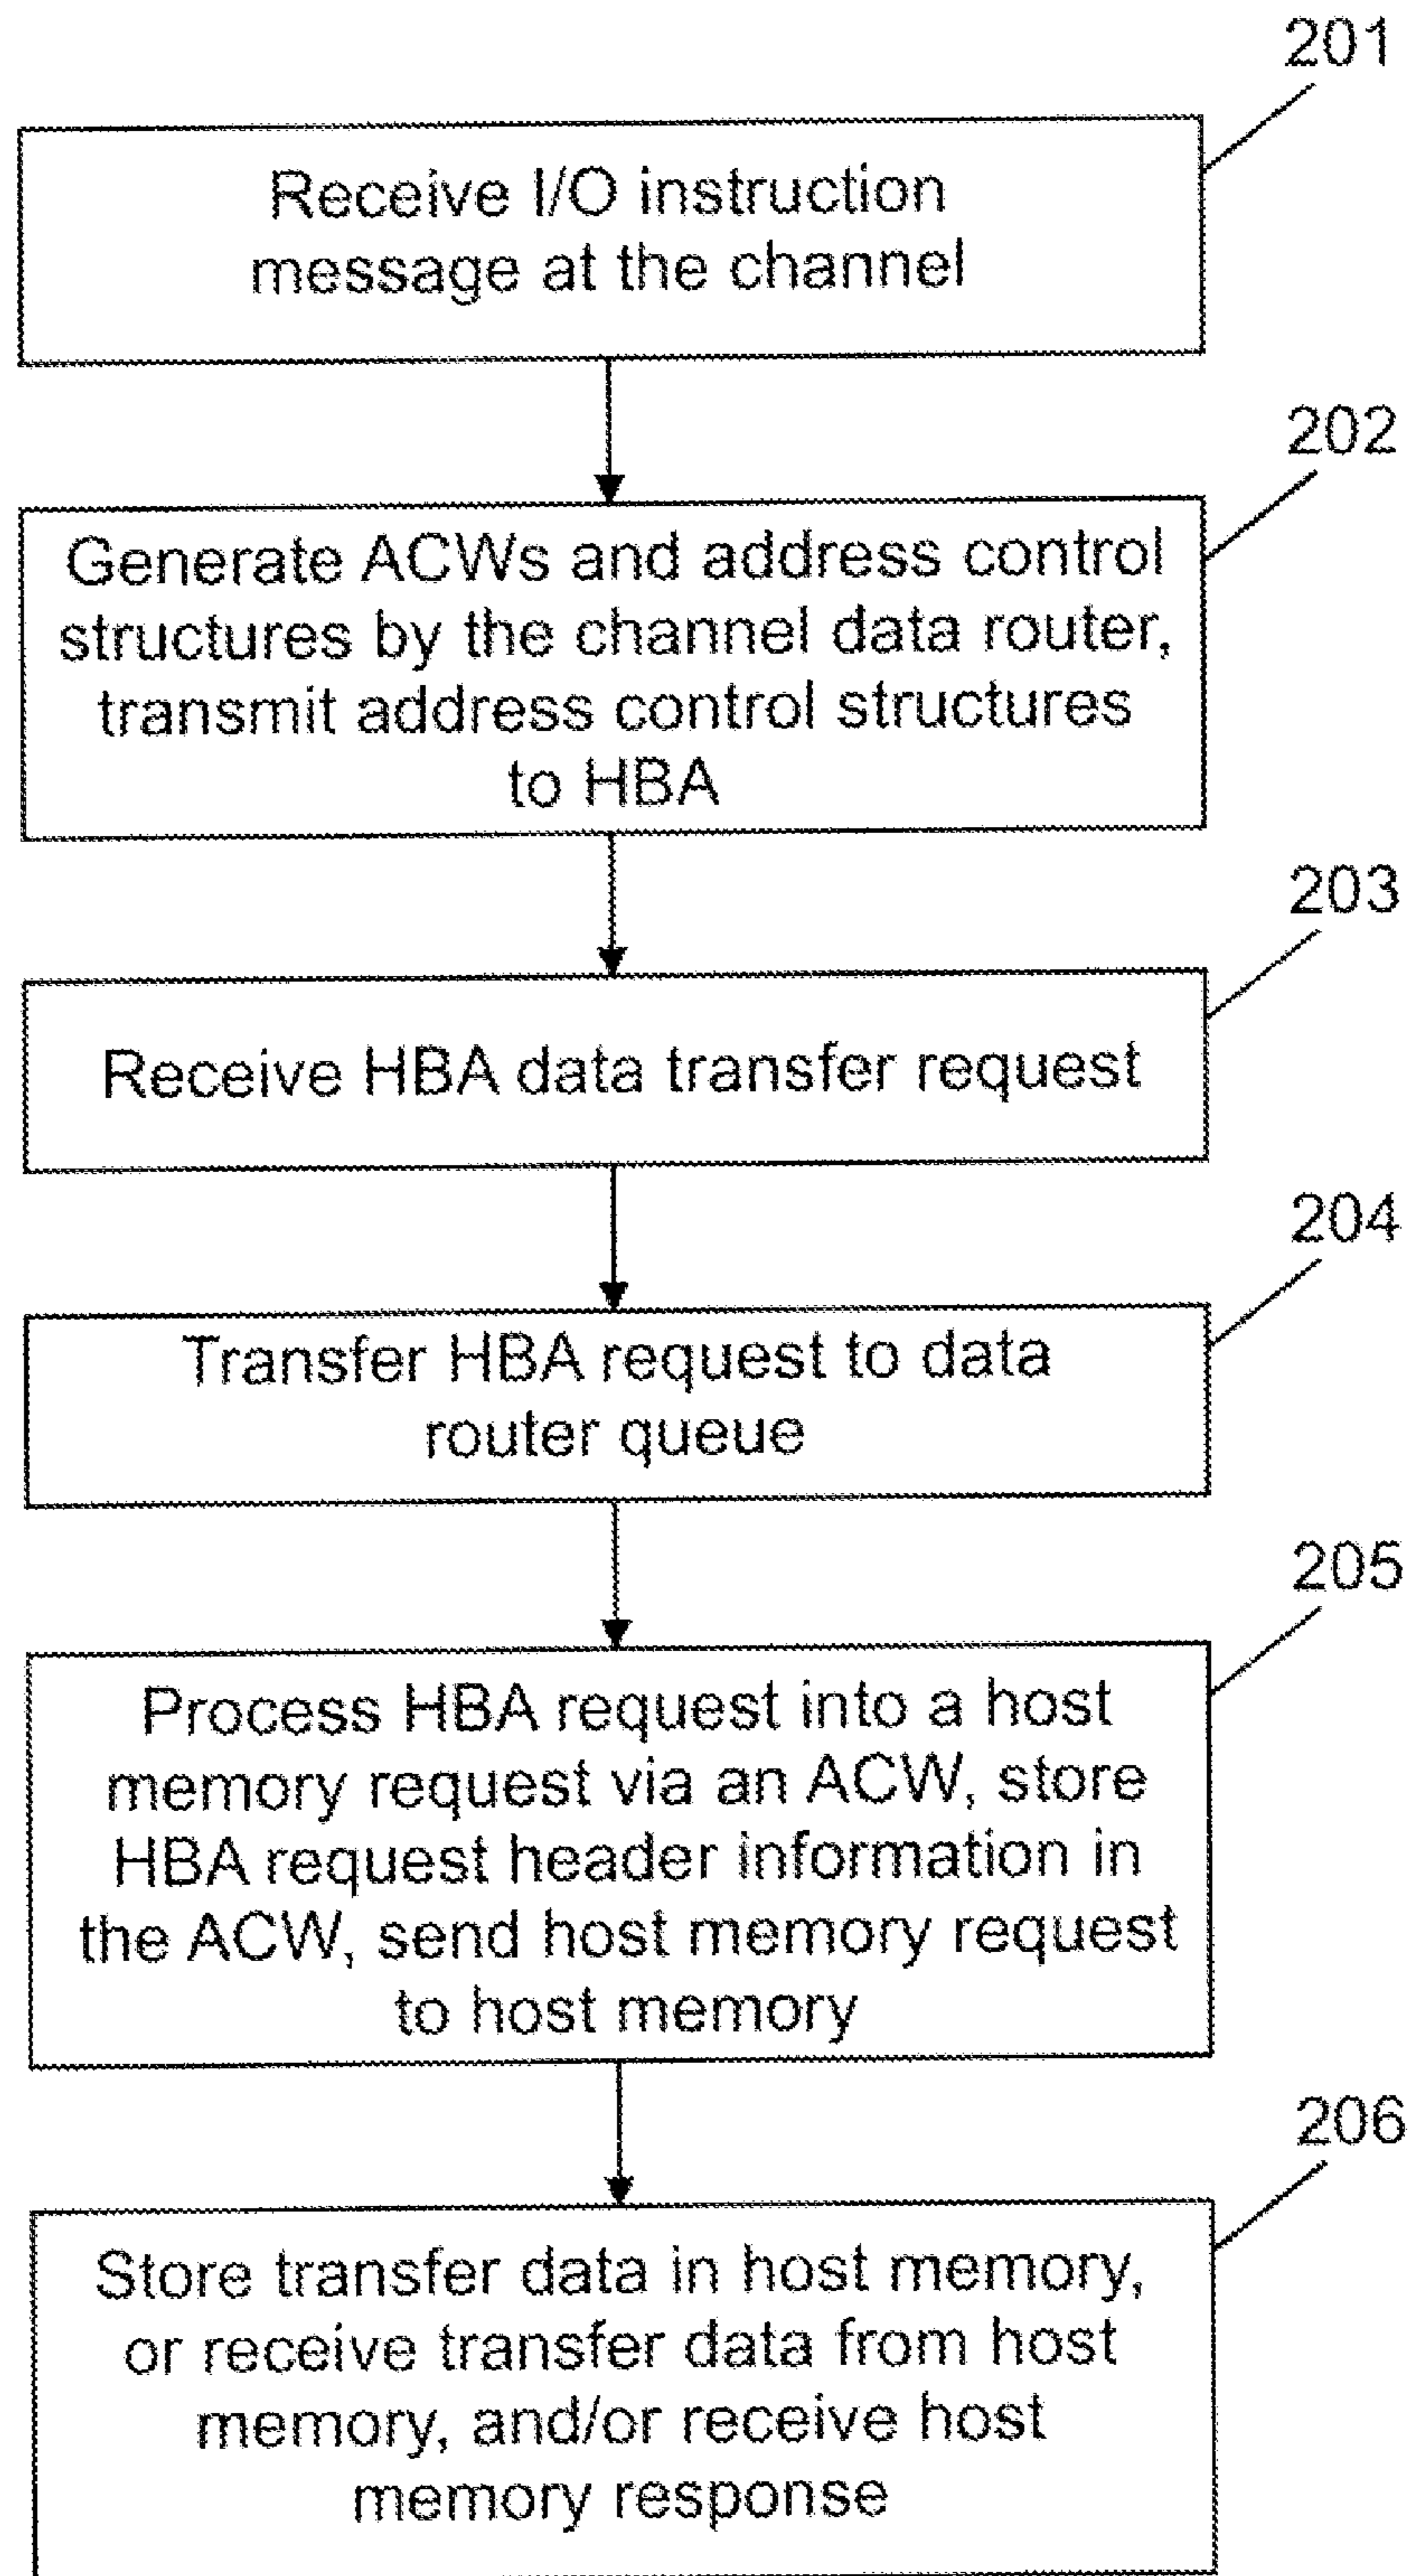 201
Receive I/O instruction
message at the channel
202
Generate ACWs and address control
structures by the channel data router,
transmit address control structures
to HBA
203
Receive HBA data transfer request
204
Transfer HBA request to data
router queue
205
Process HBA request into a host
memory request via an ACW, store
HBA request header information in
the ACW, send host memory request
to host memory
206
Store transfer data in host memory,
or receive transfer data from host
memory, and/or receive host
memory response